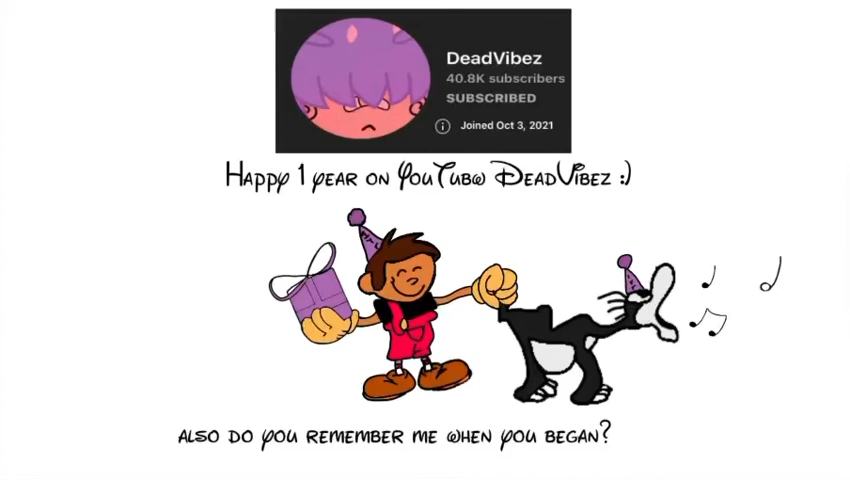 DeadVibez
40.8K subscribers
SUBSCRIBED
Joined Oct 3, 2021
Happy 1 year on YouTubw DeadVibez :)
also do you remember me when you began?